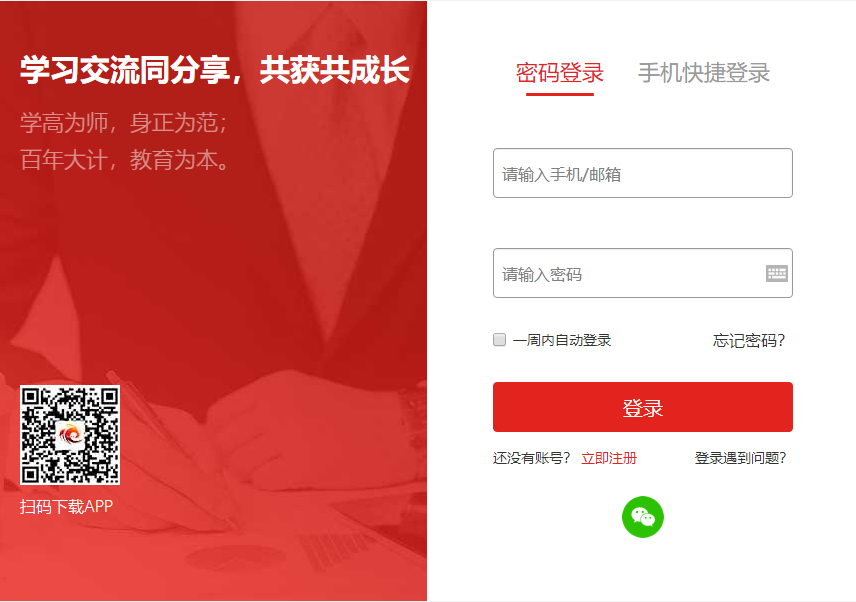 学习交流同分享，共获共成长
学高为师，身正为范；
百年大计，教育为本。
扫码下载APP
密码登录 手机快捷登录
请输入手机/邮箱
请输入密码
一周内自动登录 忘记密码？
登录
还没有账号？ 立即注册 登录遇到问题？